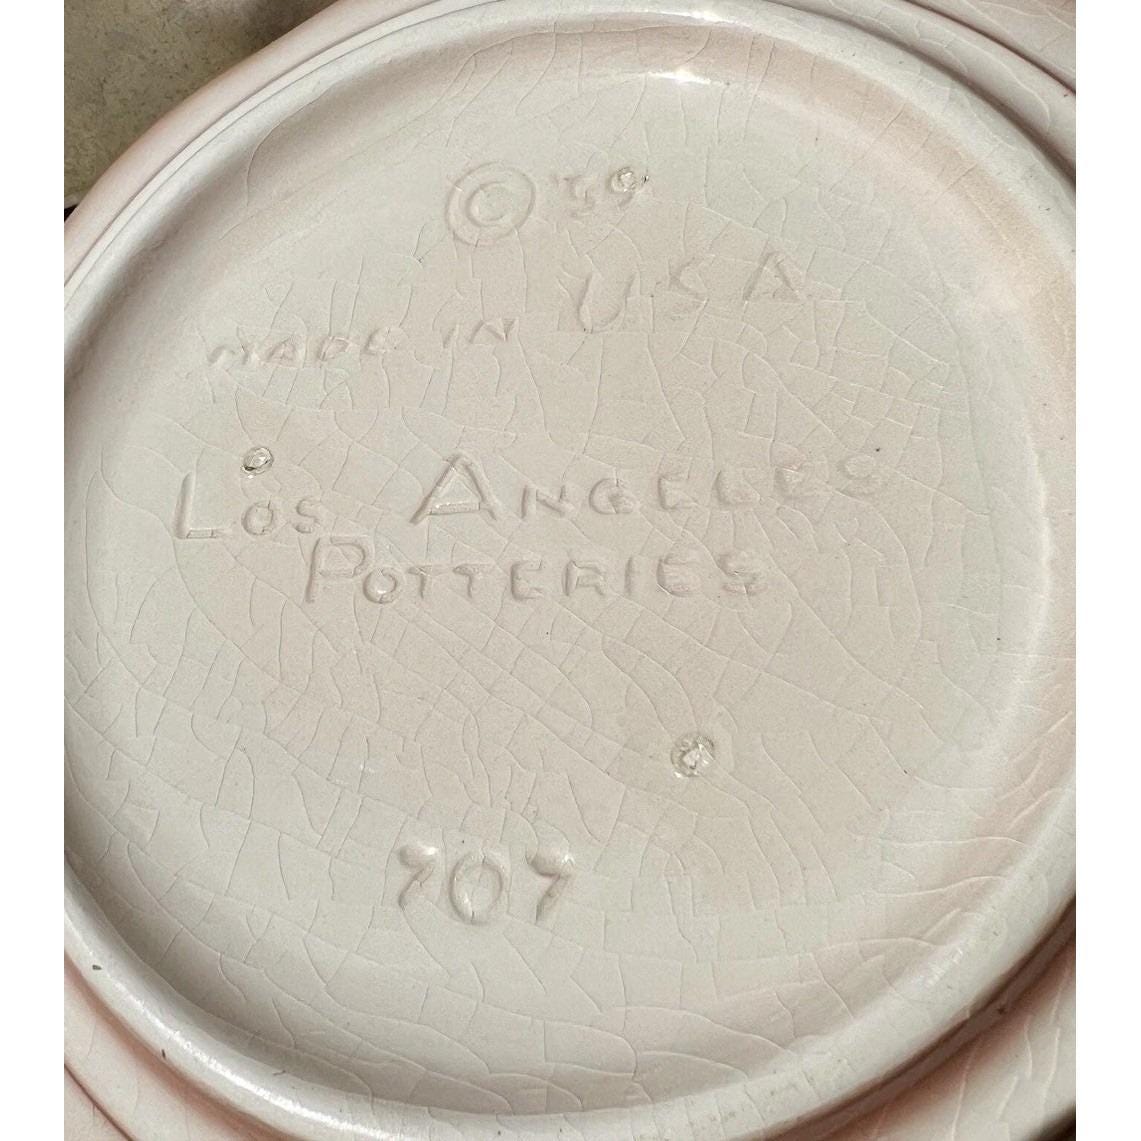 © '59
MADE IN U.S.A.
LOS ANGELES
POTTERIES
707